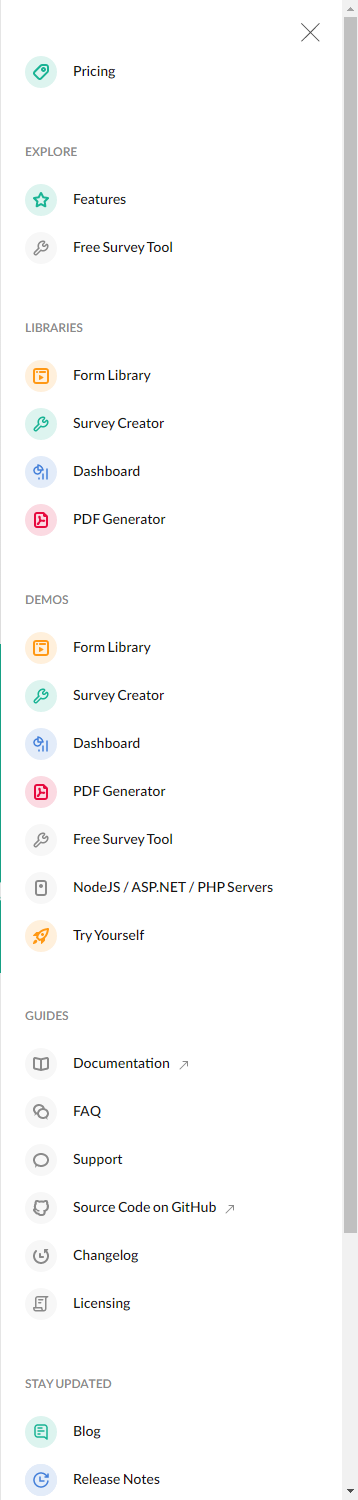 Pricing
EXPLORE
Features
Free Survey Tool
LIBRARIES
Form Library
Survey Creator
Dashboard
PDF Generator
DEMOS
Form Library
Survey Creator
Dashboard
PDF Generator
Free Survey Tool
NodeJS / ASP.NET / PHP Servers
Try Yourself
GUIDES
Documentation
FAQ
Support
Source Code on GitHub
Changelog
Licensing
STAY UPDATED
Blog
Release Notes